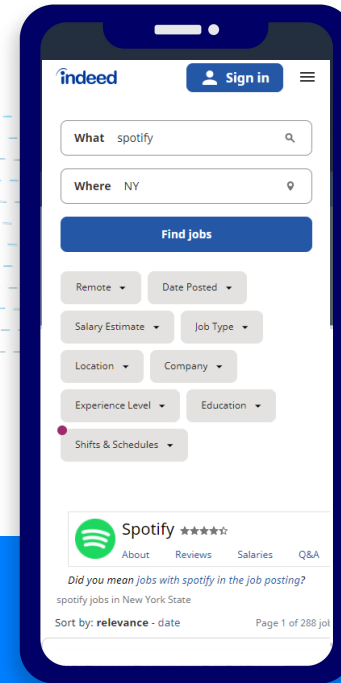 indeed Sign in
What spotify
Where NY
Find jobs
Remote Date Posted
Salary Estimate Job Type
Location Company
Experience Level Education
Shifts & Schedules
Spotify
About Reviews Salaries Q&A
Did you mean jobs with spotify in the job posting?
spotify jobs in New York State
Sort by: relevance - date Page 1 of 288 jol